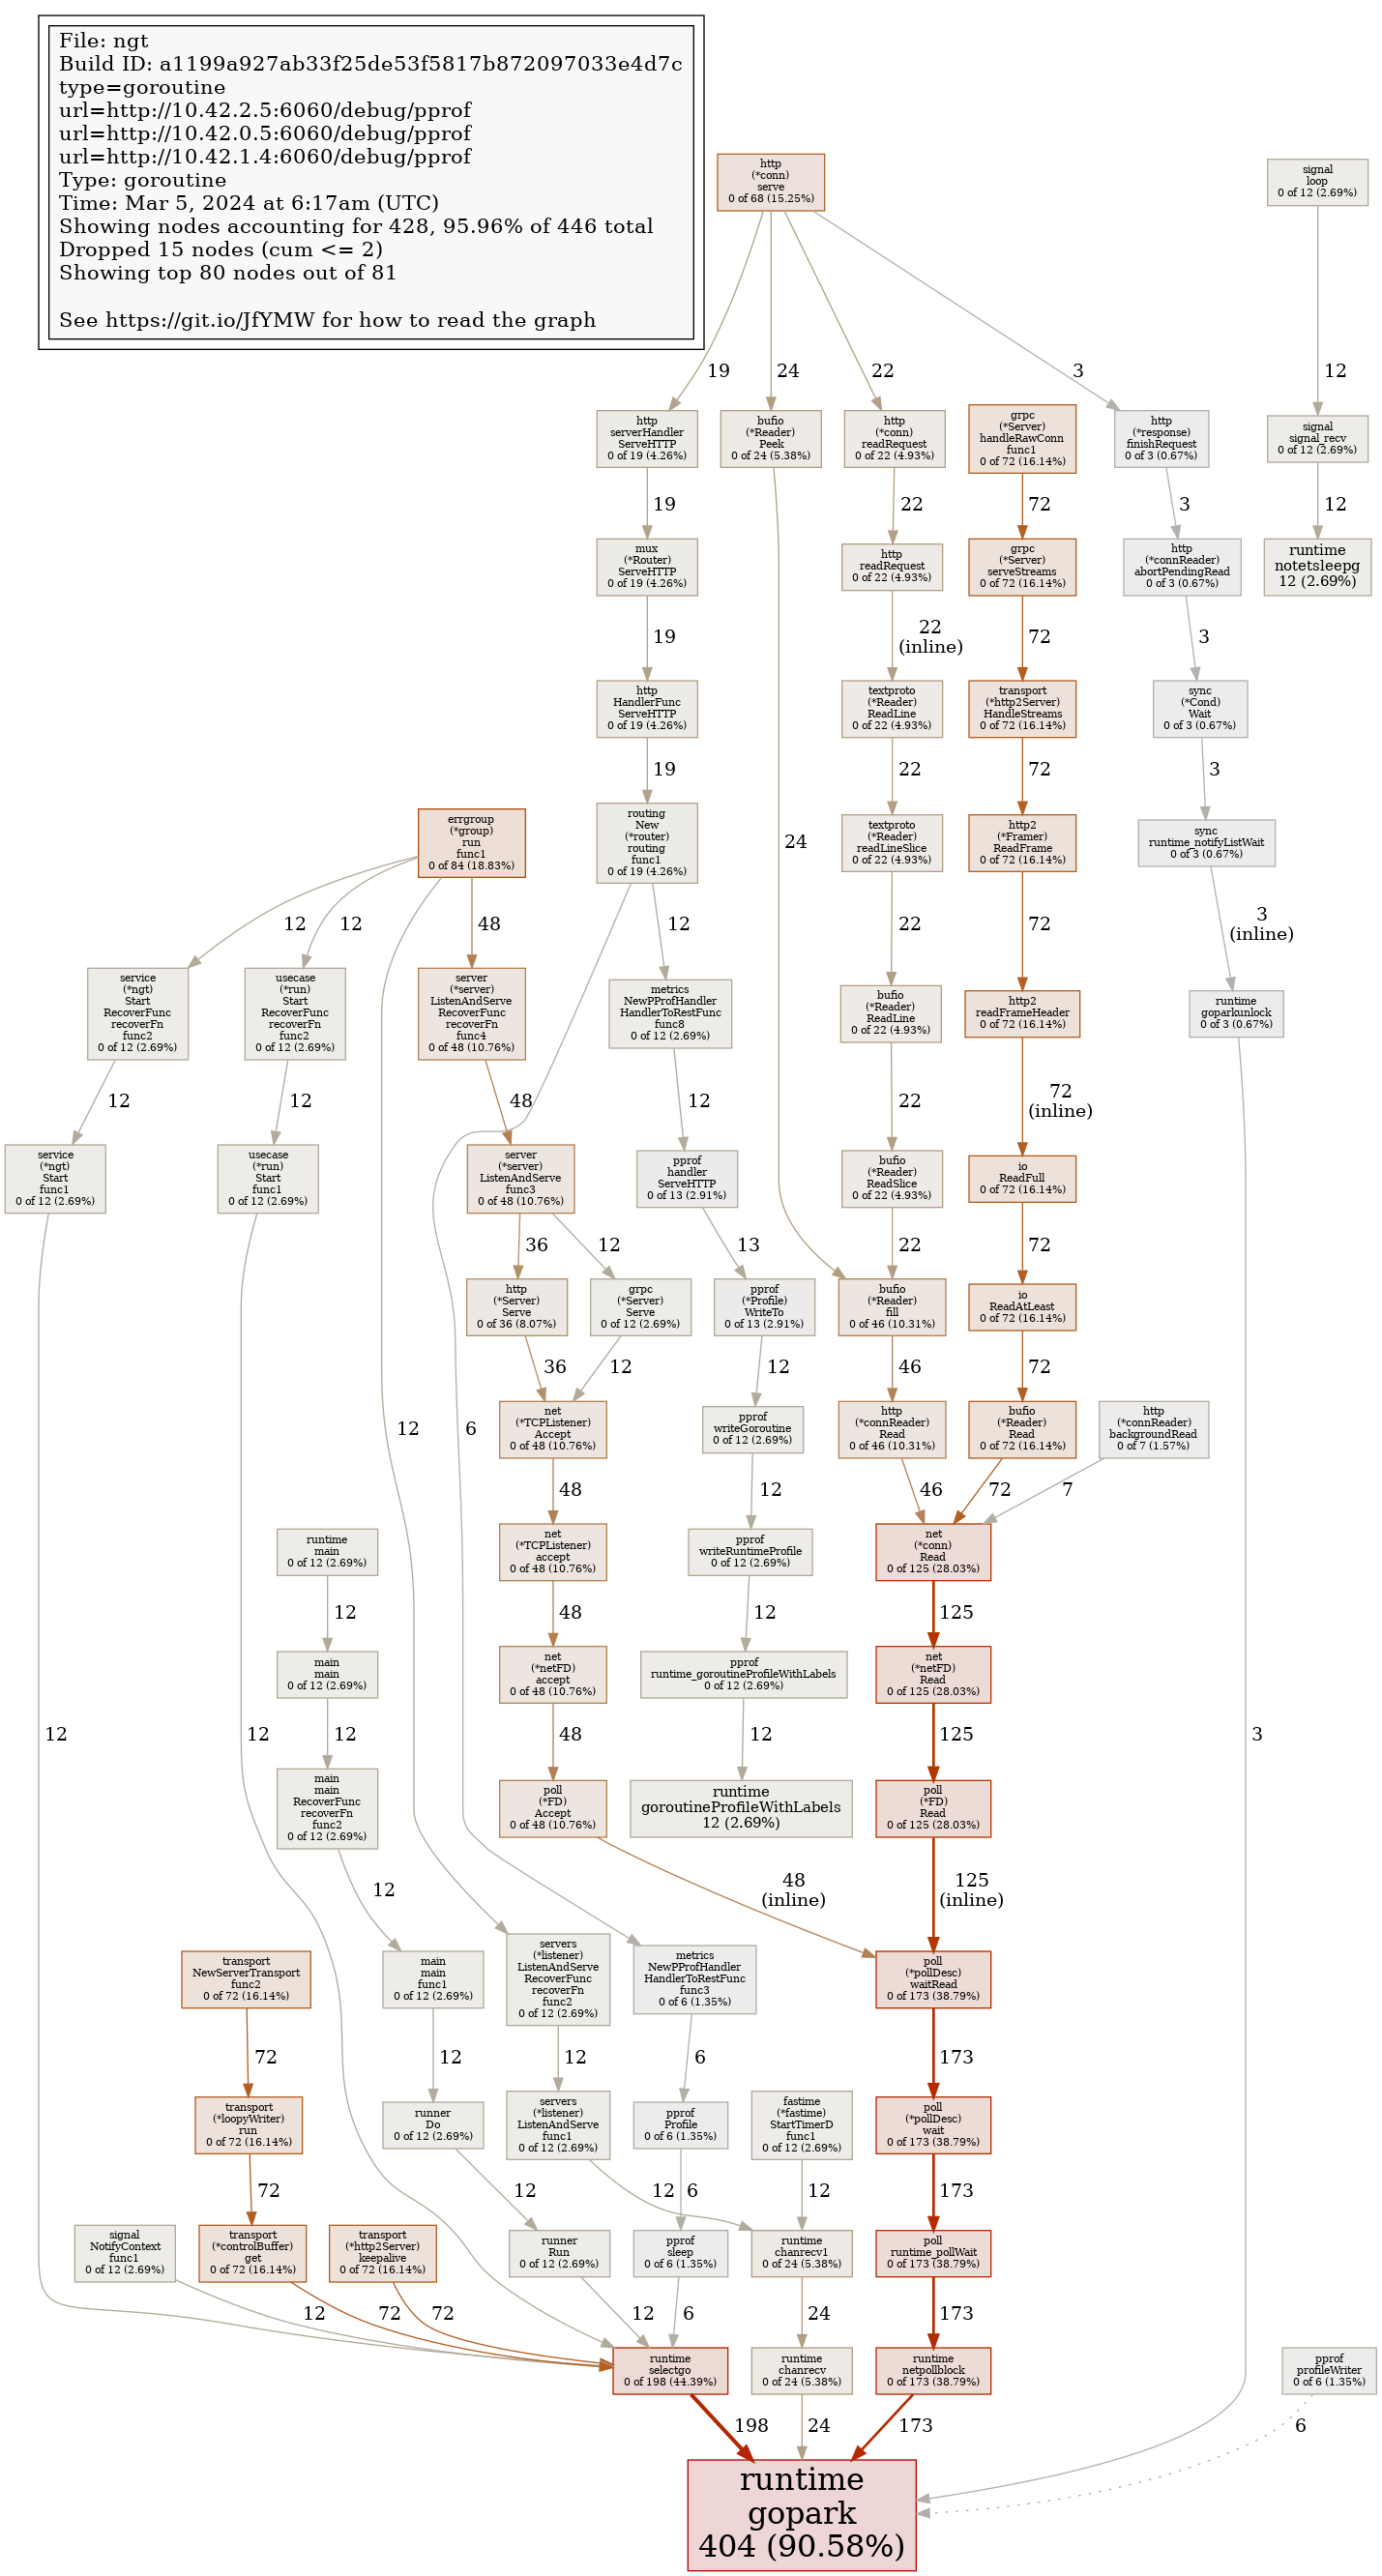 File: ngt
Build ID: a1199a927ab33f25de53f5817b872097033e4d7c
type=goroutine
url=http://10.42.2.5:6060/debug/pprof
url=http://10.42.0.5:6060/debug/pprof
url=http://10.42.1.4:6060/debug/pprof
Type: goroutine
Time: Mar 5, 2024 at 6:17am (UTC)
Showing nodes accounting for 428, 95.96% of 446 total
Dropped 15 nodes (cum <= 2)
Showing top 80 nodes out of 81
See https://git.io/JfYMW for how to read the graph
http
(*conn)
serve
0 of 68 (15.25%)
signal
loop
0 of 12 (2.69%)
19
24
22
3
12
http
serverHandler
ServeHTTP
0 of 19 (4.26%)
bufio
(*Reader)
Peek
0 of 24 (5.38%)
http
(*conn)
readRequest
0 of 22 (4.93%)
grpc
(*Server)
handleRawConn
func1
0 of 72 (16.14%)
http
(*response)
finishRequest
0 of 3 (0.67%)
signal
signal_recv
0 of 12 (2.69%)
19
22
72
3
12
mux
(*Router)
ServeHTTP
0 of 19 (4.26%)
http
readRequest
0 of 22 (4.93%)
grpc
(*Server)
serveStreams
0 of 72 (16.14%)
http
(*connReader)
abortPendingRead
0 of 3 (0.67%)
runtime
notetsleepg
12 (2.69%)
19
22
(inline)
72
3
http
HandlerFunc
ServeHTTP
0 of 19 (4.26%)
textproto
(*Reader)
ReadLine
0 of 22 (4.93%)
transport
(*http2Server)
HandleStreams
0 of 72 (16.14%)
sync
(*Cond)
Wait
0 of 3 (0.67%)
19
22
72
3
errgroup
(*group)
run
func1
0 of 84 (18.83%)
routing
New
(*router)
routing
func1
0 of 19 (4.26%)
24
textproto
(*Reader)
readLineSlice
0 of 22 (4.93%)
http2
(*Framer)
ReadFrame
0 of 72 (16.14%)
sync
runtime_notifyListWait
0 of 3 (0.67%)
12
12
48
12
22
72
3
(inline)
service
(*ngt)
Start
RecoverFunc
recoverFn
func2
0 of 12 (2.69%)
usecase
(*run)
Start
RecoverFunc
recoverFn
func2
0 of 12 (2.69%)
server
(*server)
ListenAndServe
RecoverFunc
recoverFn
func4
0 of 48 (10.76%)
metrics
NewPProfHandler
HandlerToRestFunc
func8
0 of 12 (2.69%)
bufio
(*Reader)
ReadLine
0 of 22 (4.93%)
http2
readFrameHeader
0 of 72 (16.14%)
runtime
goparkunlock
0 of 3 (0.67%)
12
12
48
12
22
72
(inline)
service
(*ngt)
Start
func1
0 of 12 (2.69%)
usecase
(*run)
Start
func1
0 of 12 (2.69%)
server
(*server)
ListenAndServe
func3
0 of 48 (10.76%)
pprof
handler
ServeHTTP
0 of 13 (2.91%)
bufio
(*Reader)
ReadSlice
0 of 22 (4.93%)
io
ReadFull
0 of 72 (16.14%)
36
12
13
22
72
http
(*Server)
Serve
0 of 36 (8.07%)
grpc
(*Server)
Serve
0 of 12 (2.69%)
pprof
(*Profile)
WriteTo
0 of 13 (2.91%)
bufio
(*Reader)
fill
0 of 46 (10.31%)
io
ReadAtLeast
0 of 72 (16.14%)
36
12
12
46
72
12
6
net
(*TCPListener)
Accept
0 of 48 (10.76%)
pprof
writeGoroutine
0 of 12 (2.69%)
http
(*connReader)
Read
0 of 46 (10.31%)
bufio
(*Reader)
Read
0 of 72 (16.14%)
http
(*connReader)
backgroundRead
0 of 7 (1.57%)
48
12
46
72
7
runtime
main
0 of 12 (2.69%)
net
(*TCPListener)
accept
0 of 48 (10.76%)
pprof
writeRuntimeProfile
0 of 12 (2.69%)
net
(*conn)
Read
0 of 125 (28.03%)
12
48
12
125
main
main
0 of 12 (2.69%)
net
(*netFD)
accept
0 of 48 (10.76%)
pprof
runtime_goroutineProfileWithLabels
0 of 12 (2.69%)
net
(*netFD)
Read
0 of 125 (28.03%)
12
12
12
48
12
125
3
main
main
RecoverFunc
recoverFn
func2
0 of 12 (2.69%)
poll
(*FD)
Accept
0 of 48 (10.76%)
runtime
goroutineProfileWithLabels
12 (2.69%)
poll
(*FD)
Read
0 of 125 (28.03%)
12
48
(inline)
125
(inline)
transport
NewServerTransport
func2
0 of 72 (16.14%)
main
main
func1
0 of 12 (2.69%)
servers
(*listener)
ListenAndServe
RecoverFunc
recoverFn
func2
0 of 12 (2.69%)
metrics
NewPProfHandler
HandlerToRestFunc
func3
0 of 6 (1.35%)
poll
(*pollDesc)
waitRead
0 of 173 (38.79%)
72
12
12
6
173
transport
(*loopyWriter)
run
0 of 72 (16.14%)
runner
Do
0 of 12 (2.69%)
servers
(*listener)
ListenAndServe
func1
0 of 12 (2.69%)
pprof
Profile
0 of 6 (1.35%)
fastime
(*fastime)
StartTimerD
func1
0 of 12 (2.69%)
poll
(*pollDesc)
wait
0 of 173 (38.79%)
72
12
12
6
12
173
signal
NotifyContext
func1
0 of 12 (2.69%)
transport
(*controlBuffer)
get
0 of 72 (16.14%)
transport
(*http2Server)
keepalive
0 of 72 (16.14%)
runner
Run
0 of 12 (2.69%)
pprof
sleep
0 of 6 (1.35%)
runtime
chanrecv1
0 of 24 (5.38%)
poll
runtime_pollWait
0 of 173 (38.79%)
12
72
72
12
6
24
173
runtime
selectgo
0 of 198 (44.39%)
runtime
chanrecv
0 of 24 (5.38%)
runtime
netpollblock
0 of 173 (38.79%)
pprof
profileWriter
0 of 6 (1.35%)
198
24
173
6
runtime
gopark
404 (90.58%)